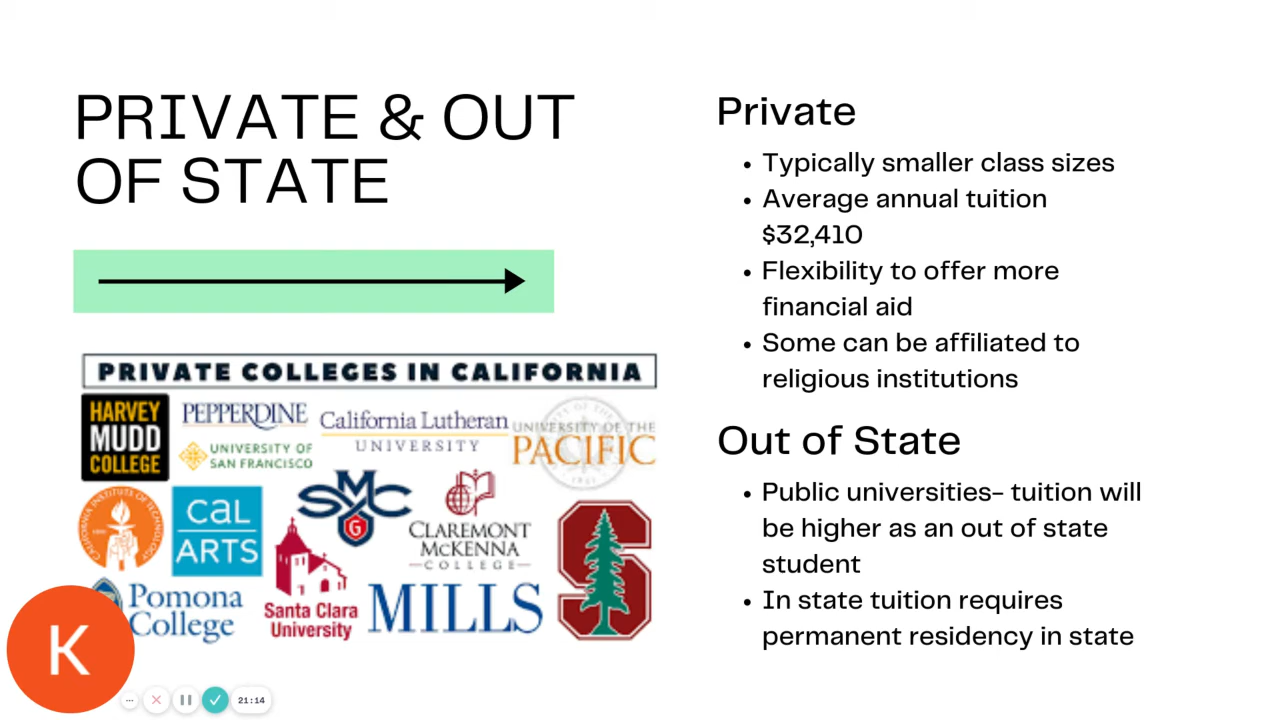 PRIVATE & OUT
OF STATE
PRIVATE COLLEGES IN CALIFORNIA
HARVEY
MUDD
COLLEGE
PEPPERDINE
UNIVERSITY OF
SAN FRANCISCO
California Lutheran
UNIVERSITY
UNIVERSITY OF THE
PACIFIC
CALIFORNIA INSTITUTE OF TECHNOLOGY
CAL
ARTS
SMC
G
CLAREMONT
MCKENNA
COLLEGE
S
Pomona
College
Santa Clara
University
MILLS
K
21:14
Private
• Typically smaller class sizes
• Average annual tuition
$32,410
• Flexibility to offer more
financial aid
• Some can be affiliated to
religious institutions
Out of State
• Public universities- tuition will
be higher as an out of state
student
• In state tuition requires
permanent residency in state